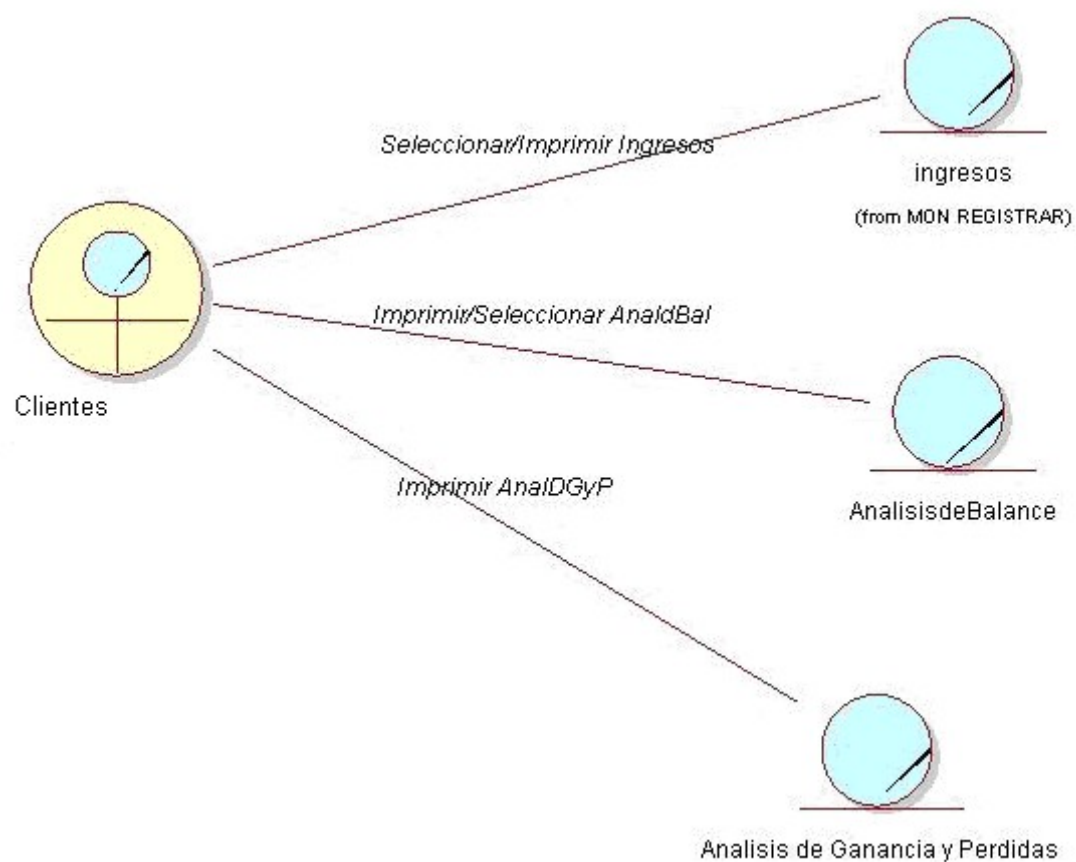 Seleccionar/Imprimir Ingresos
ingresos
(from MON REGISTRAR)
Imprimir/Seleccionar AnaldBal
Clientes
AnalisisdeBalance
Imprimir AnalDGyP
Analisis de Ganancia y Perdidas